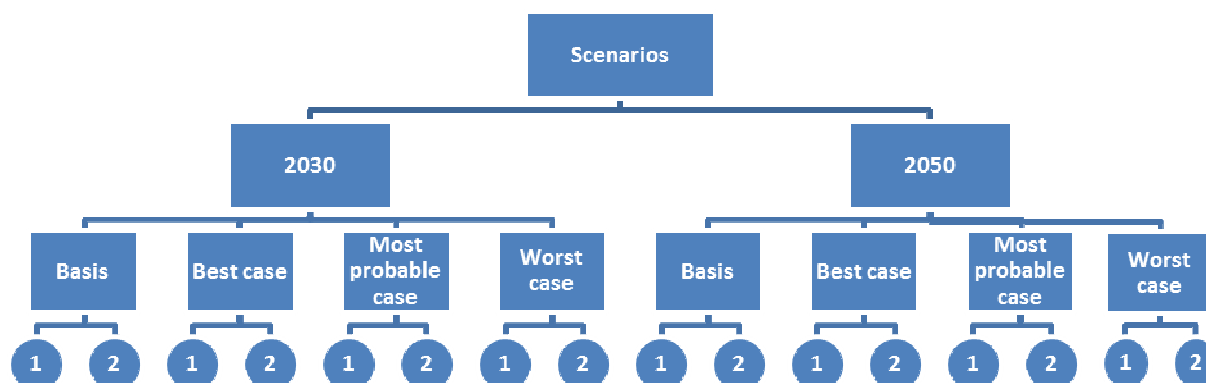 Scenarios
2030
2050
Basis
Best case
Most
probable
case
Worst
case
Basis
Best case
Most
probable
case
Worst
case
1 2 1 2 1 2 1 2 1 2 1 2 1 2 1 2